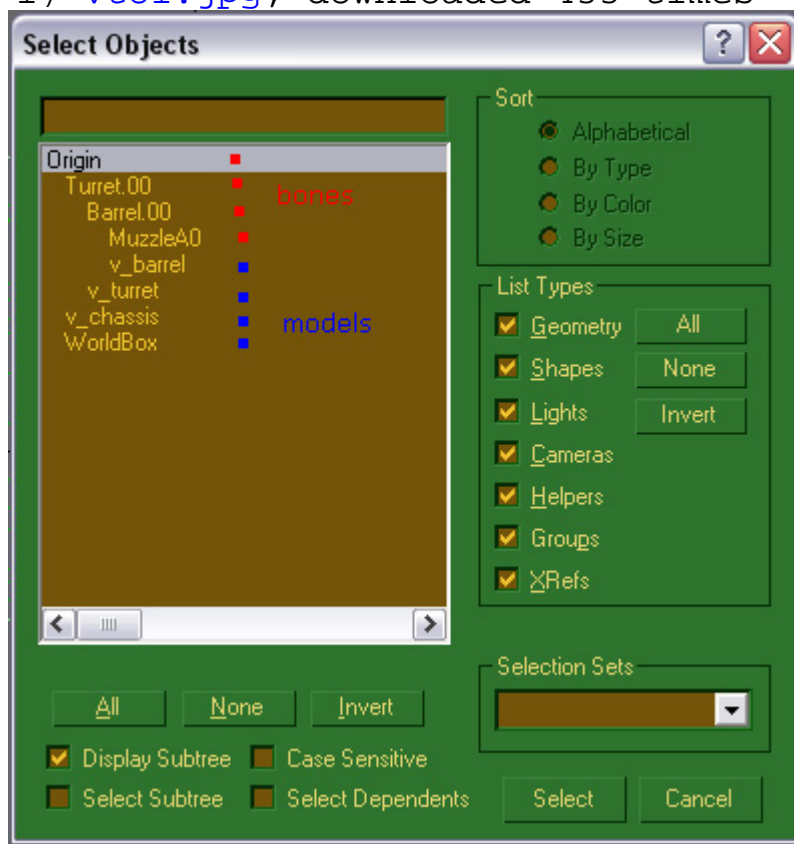 Select Objects
Origin
Turret.00
bones
Barrel.00
MuzzleA0
v_barrel
v_turret
v_chassis
models
WorldBox
Sort
Alphabetical
By Type
By Color
By Size
List Types
Geometry All
Shapes None
Lights Invert
Cameras
Helpers
Groups
XRefs
All None Invert
Display Subtree Case Sensitive
Select Subtree Select Dependents
Selection Sets
Select Cancel